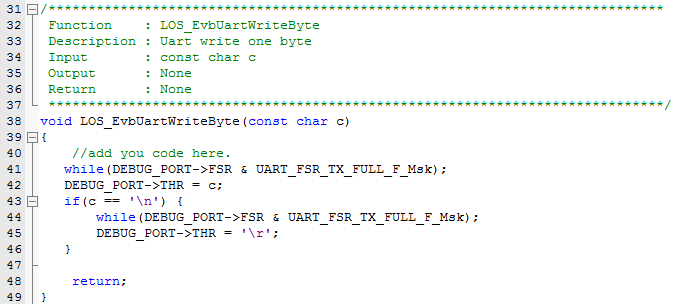 31 /*****************************************************************************
32  Function    : LOS_EvbUartWriteByte
33  Description : Uart write one byte
34  Input       : const char c
35  Output      : None
36  Return      : None
37  *****************************************************************************/
38 void LOS_EvbUartWriteByte(const char c)
39 {
40     //add you code here.
41    while(DEBUG_PORT->FSR & UART_FSR_TX_FULL_F_Msk);
42    DEBUG_PORT->THR = c;
43    if(c == '\n') {
44        while(DEBUG_PORT->FSR & UART_FSR_TX_FULL_F_Msk);
45        DEBUG_PORT->THR = '\r';
46    }
47
48     return;
49 }